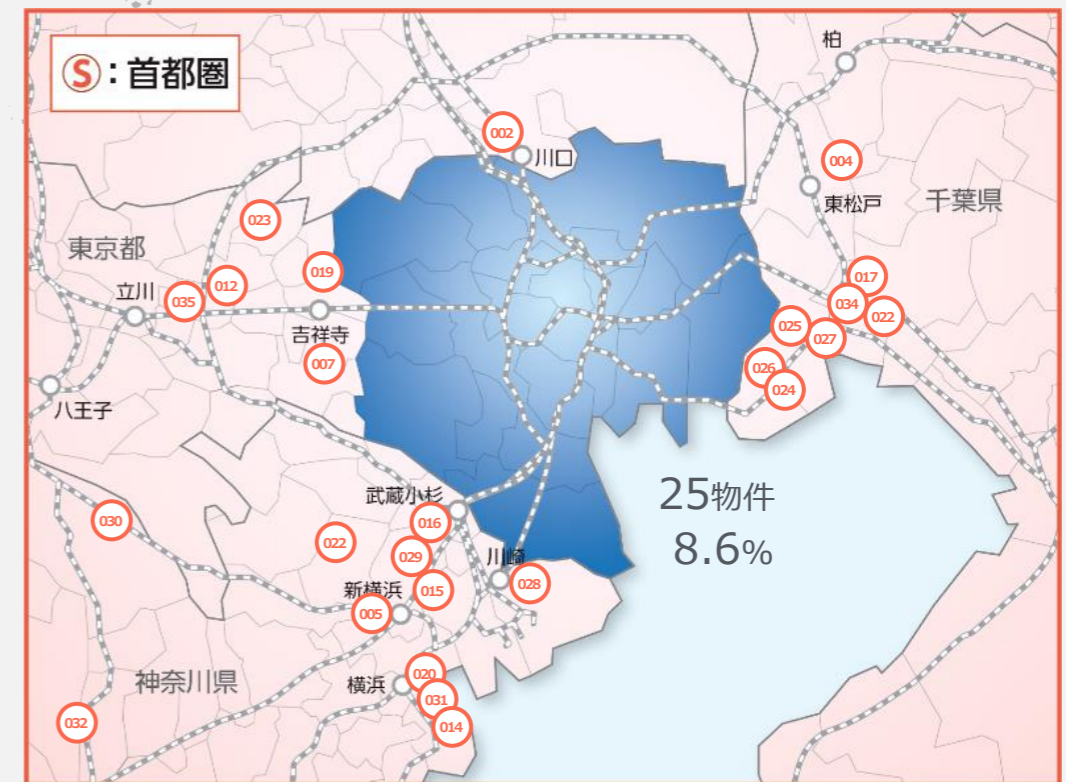 S:首都圏
柏
002
川口
004
東松戸
千葉県
023
東京都
019
017
立川
012
035
034
022
吉祥寺
025
027
007
026
024
八王子
武蔵小杉
25物件
8.6%
016
030
022
029
川崎
028
新横浜
015
005
020
神奈川県
横浜
031
032
014